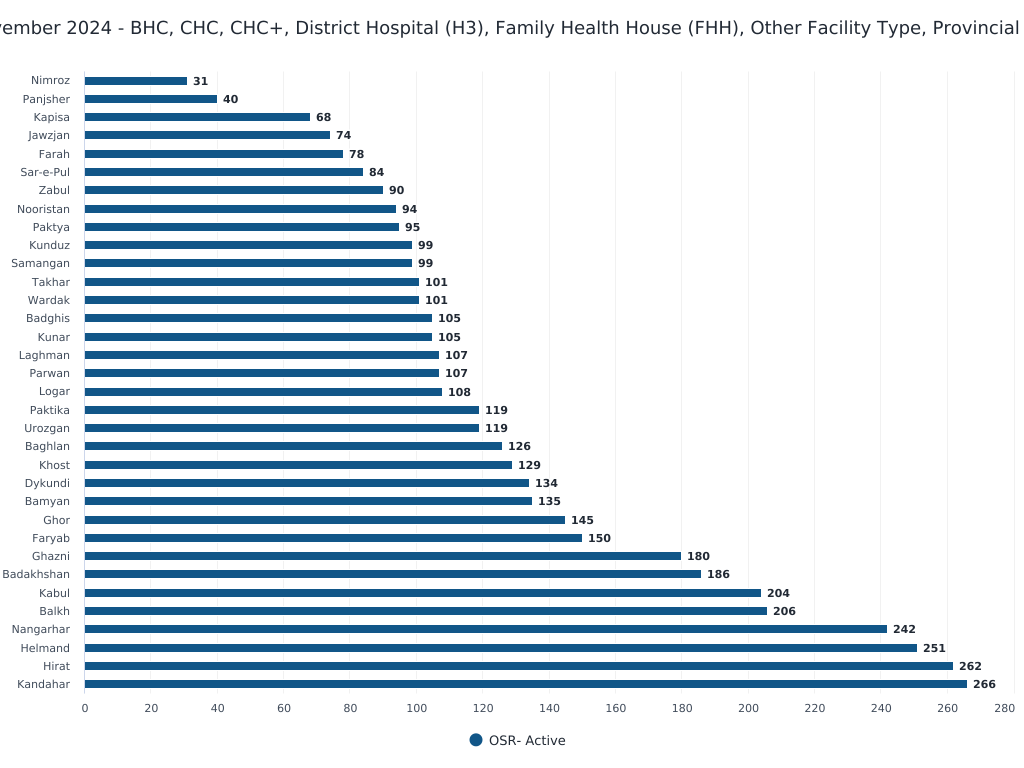 vember 2024 - BHC, CHC, CHC+, District Hospital (H3), Family Health House (FHH), Other Facility Type, Provincial
Nimroz 31
Panjsher 40
Kapisa 68
Jawzjan 74
Farah 78
Sar-e-Pul 84
Zabul 90
Nooristan 94
Paktya 95
Kunduz 99
Samangan 99
Takhar 101
Wardak 101
Badghis 105
Kunar 105
Laghman 107
Parwan 107
Logar 108
Paktika 119
Urozgan 119
Baghlan 126
Khost 129
Dykundi 134
Bamyan 135
Ghor 145
Faryab 150
Ghazni 180
Badakhshan 186
Kabul 204
Balkh 206
Nangarhar 242
Helmand 251
Hirat 262
Kandahar 266
0 20 40 60 80 100 120 140 160 180 200 220 240 260 280
OSR- Active